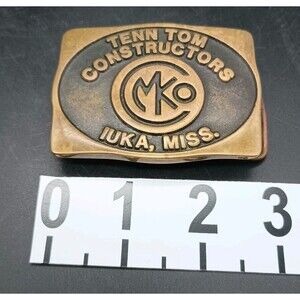 TENN TOM
CONSTRUCTORS
CMKO
IUKA, MISS.
0 1 2 3